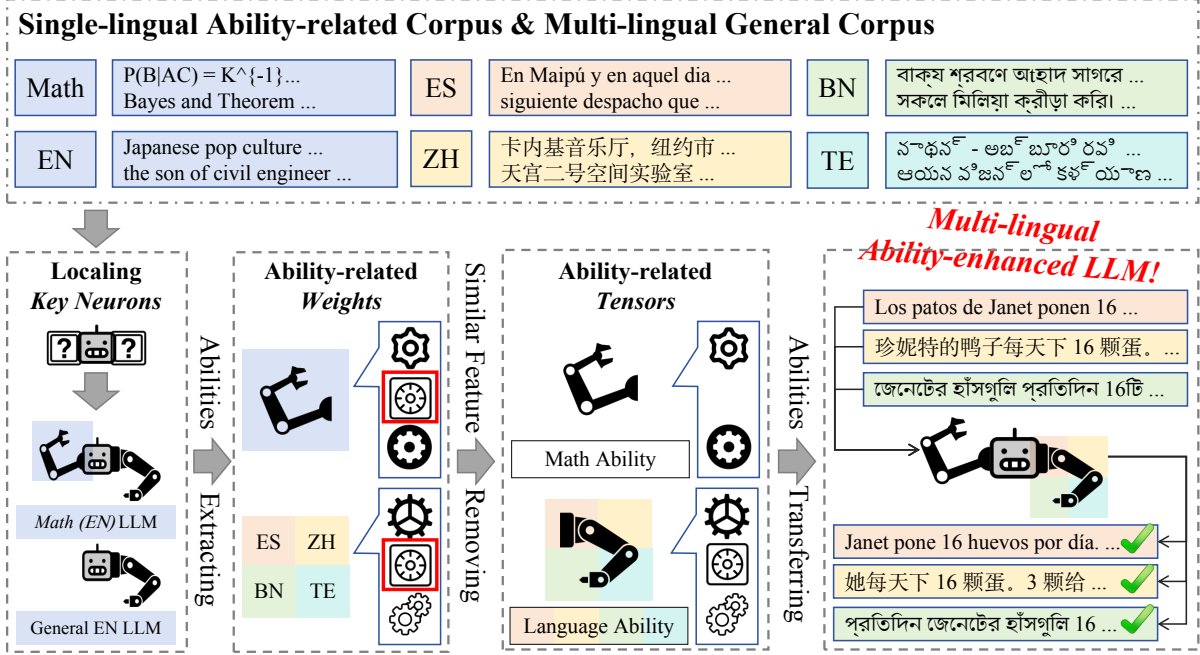 Single-lingual Ability-related Corpus & Multi-lingual General Corpus
Math
P(B|AC) = K^{-1}...
Bayes and Theorem ...
ES
En Maipú y en aquel dia ...
siguiente despacho que ...
BN
বাক্য শ্রবণে অাহাদ সাগরে ...
সকলে মিলিয়া ক্রীড়া করি। ...
EN
Japanese pop culture ...
the son of civil engineer ...
ZH
卡内基音乐厅，纽约市 ...
天宫二号空间实验室 ...
TE
నాథన్ - అబ్బూరి రవి ...
ఆయన విజన్ లో కళ్యాణ ...
Localing
Key Neurons
? ?
Math (EN) LLM
General EN LLM
Abilities
Extracting
Ability-related
Weights
ES ZH
BN TE
Similar Feature
Removing
Ability-related
Tensors
Math Ability
Language Ability
Abilities
Transferring
Multi-lingual
Ability-enhanced LLM!
Los patos de Janet ponen 16 ...
珍妮特的鸭子每天下 16 颗蛋。...
জেনেটের হাঁসগুলি প্রতিদিন 16টি ...
Janet pone 16 huevos por día. ...
她每天下 16 颗蛋。3 颗给 ...
প্রতিদিন জেনেটের হাঁসগুলি 16 ...